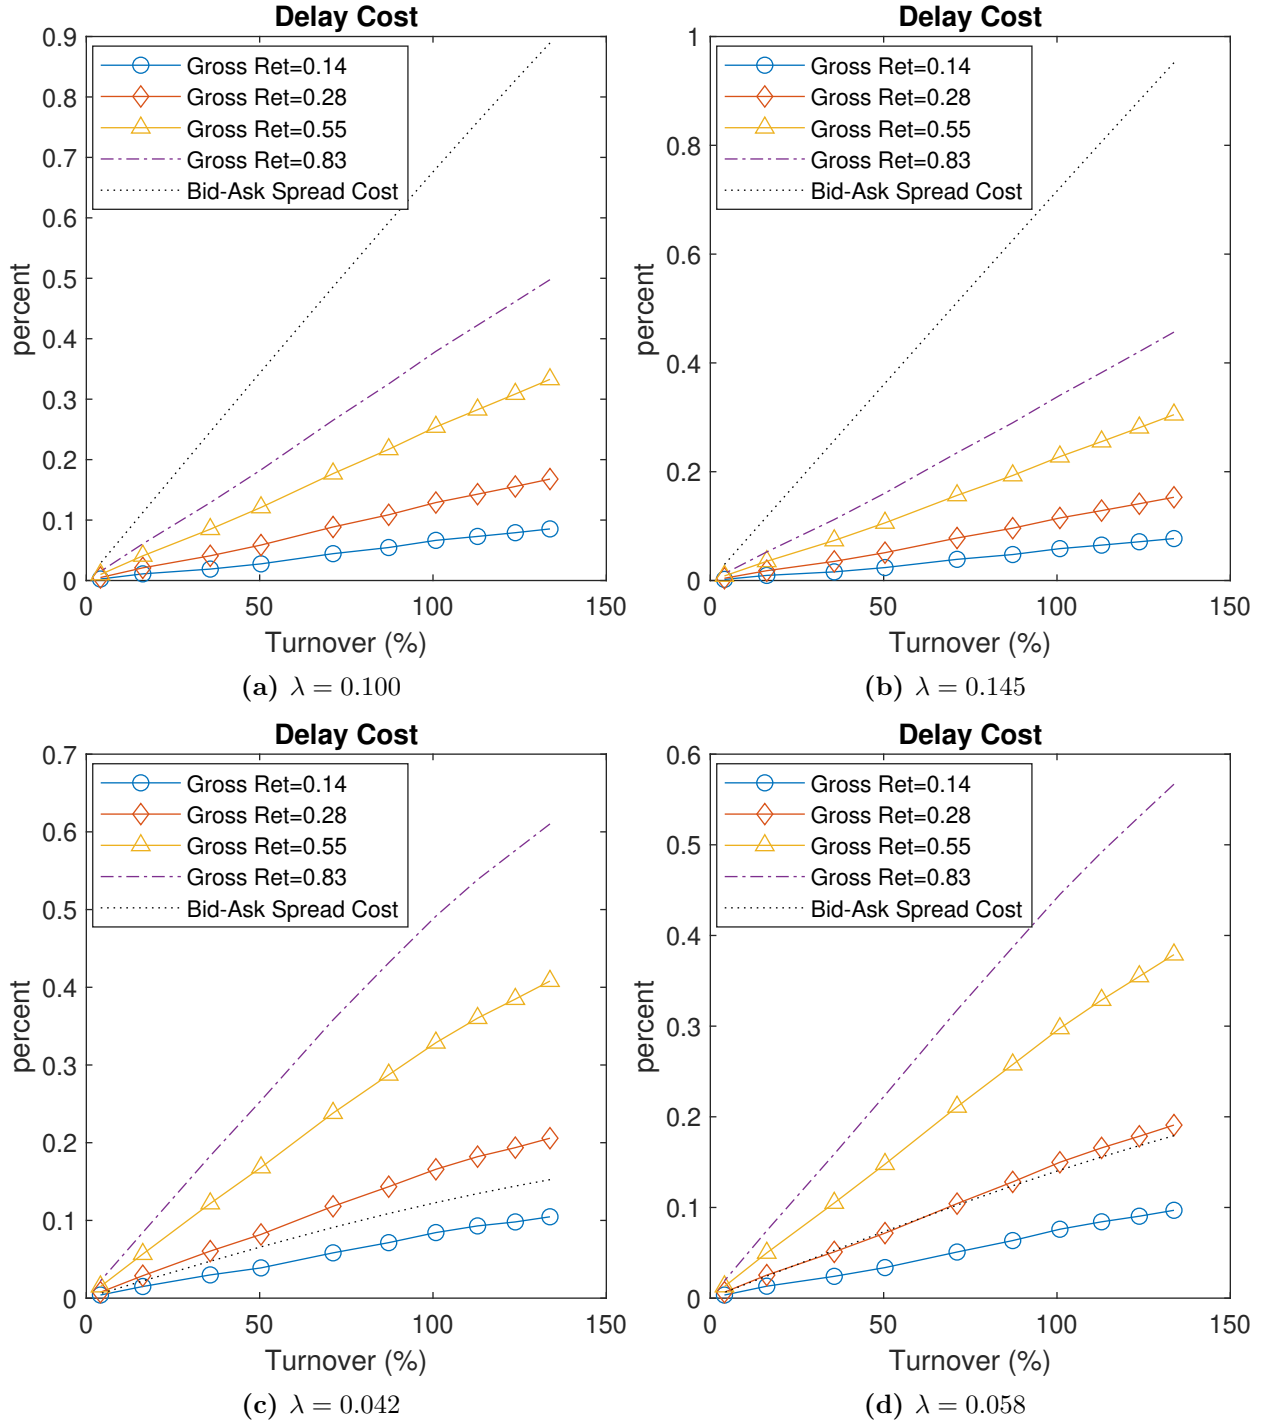 Delay Cost
0.9
0.8
0.7
0.6
0.5
0.4
0.3
0.2
0.1
0
percent
Gross Ret=0.14
Gross Ret=0.28
Gross Ret=0.55
Gross Ret=0.83
Bid-Ask Spread Cost
0 50 100 150
Turnover (%)
(a) λ = 0.100
Delay Cost
1
0.8
0.6
0.4
0.2
0
percent
Gross Ret=0.14
Gross Ret=0.28
Gross Ret=0.55
Gross Ret=0.83
Bid-Ask Spread Cost
0 50 100 150
Turnover (%)
(b) λ = 0.145
Delay Cost
0.7
0.6
0.5
0.4
0.3
0.2
0.1
0
percent
Gross Ret=0.14
Gross Ret=0.28
Gross Ret=0.55
Gross Ret=0.83
Bid-Ask Spread Cost
0 50 100 150
Turnover (%)
(c) λ = 0.042
Delay Cost
0.6
0.5
0.4
0.3
0.2
0.1
0
percent
Gross Ret=0.14
Gross Ret=0.28
Gross Ret=0.55
Gross Ret=0.83
Bid-Ask Spread Cost
0 50 100 150
Turnover (%)
(d) λ = 0.058